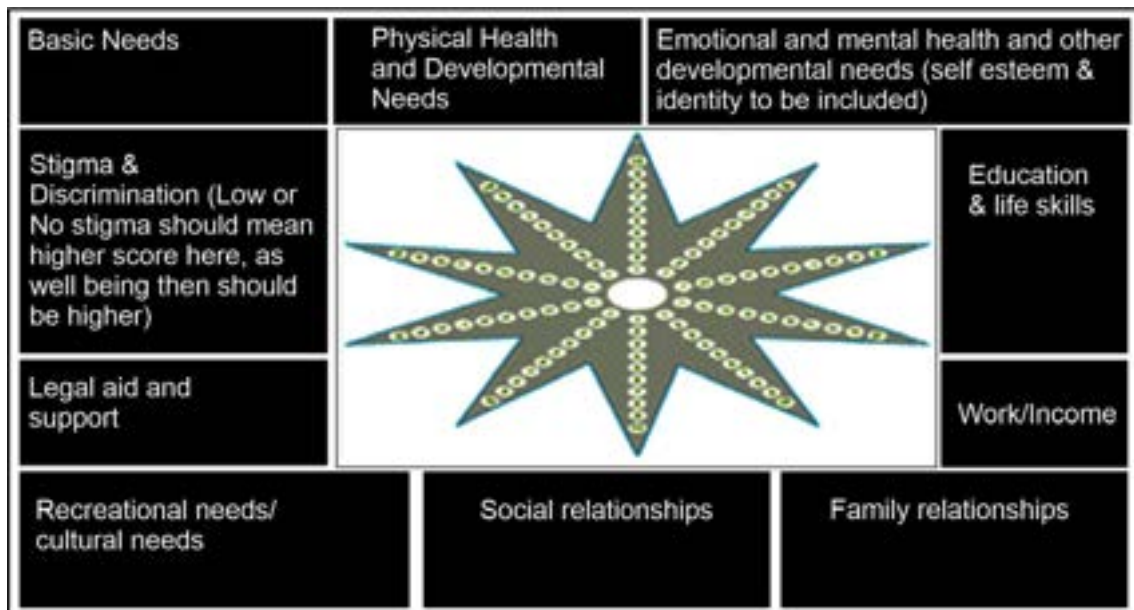 Basic Needs
Physical Health
and Developmental
Needs
Emotional and mental health and other
developmental needs (self esteem &
identity to be included)
Stigma &
Discrimination (Low or
No stigma should mean
higher score here, as
well being then should
be higher)
Education
& life skills
Legal aid and
support
Work/Income
Recreational needs/
cultural needs
Social relationships
Family relationships